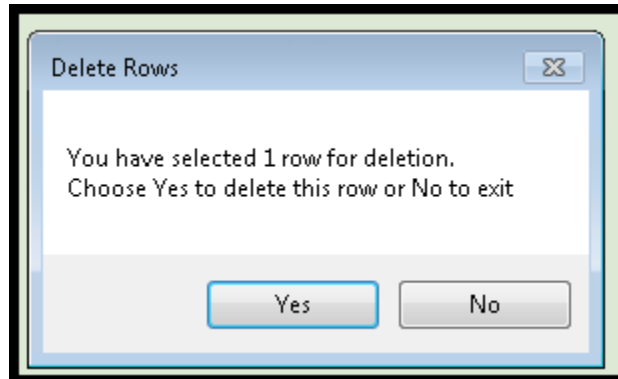 Delete Rows
You have selected 1 row for deletion.
Choose Yes to delete this row or No to exit
Yes
No